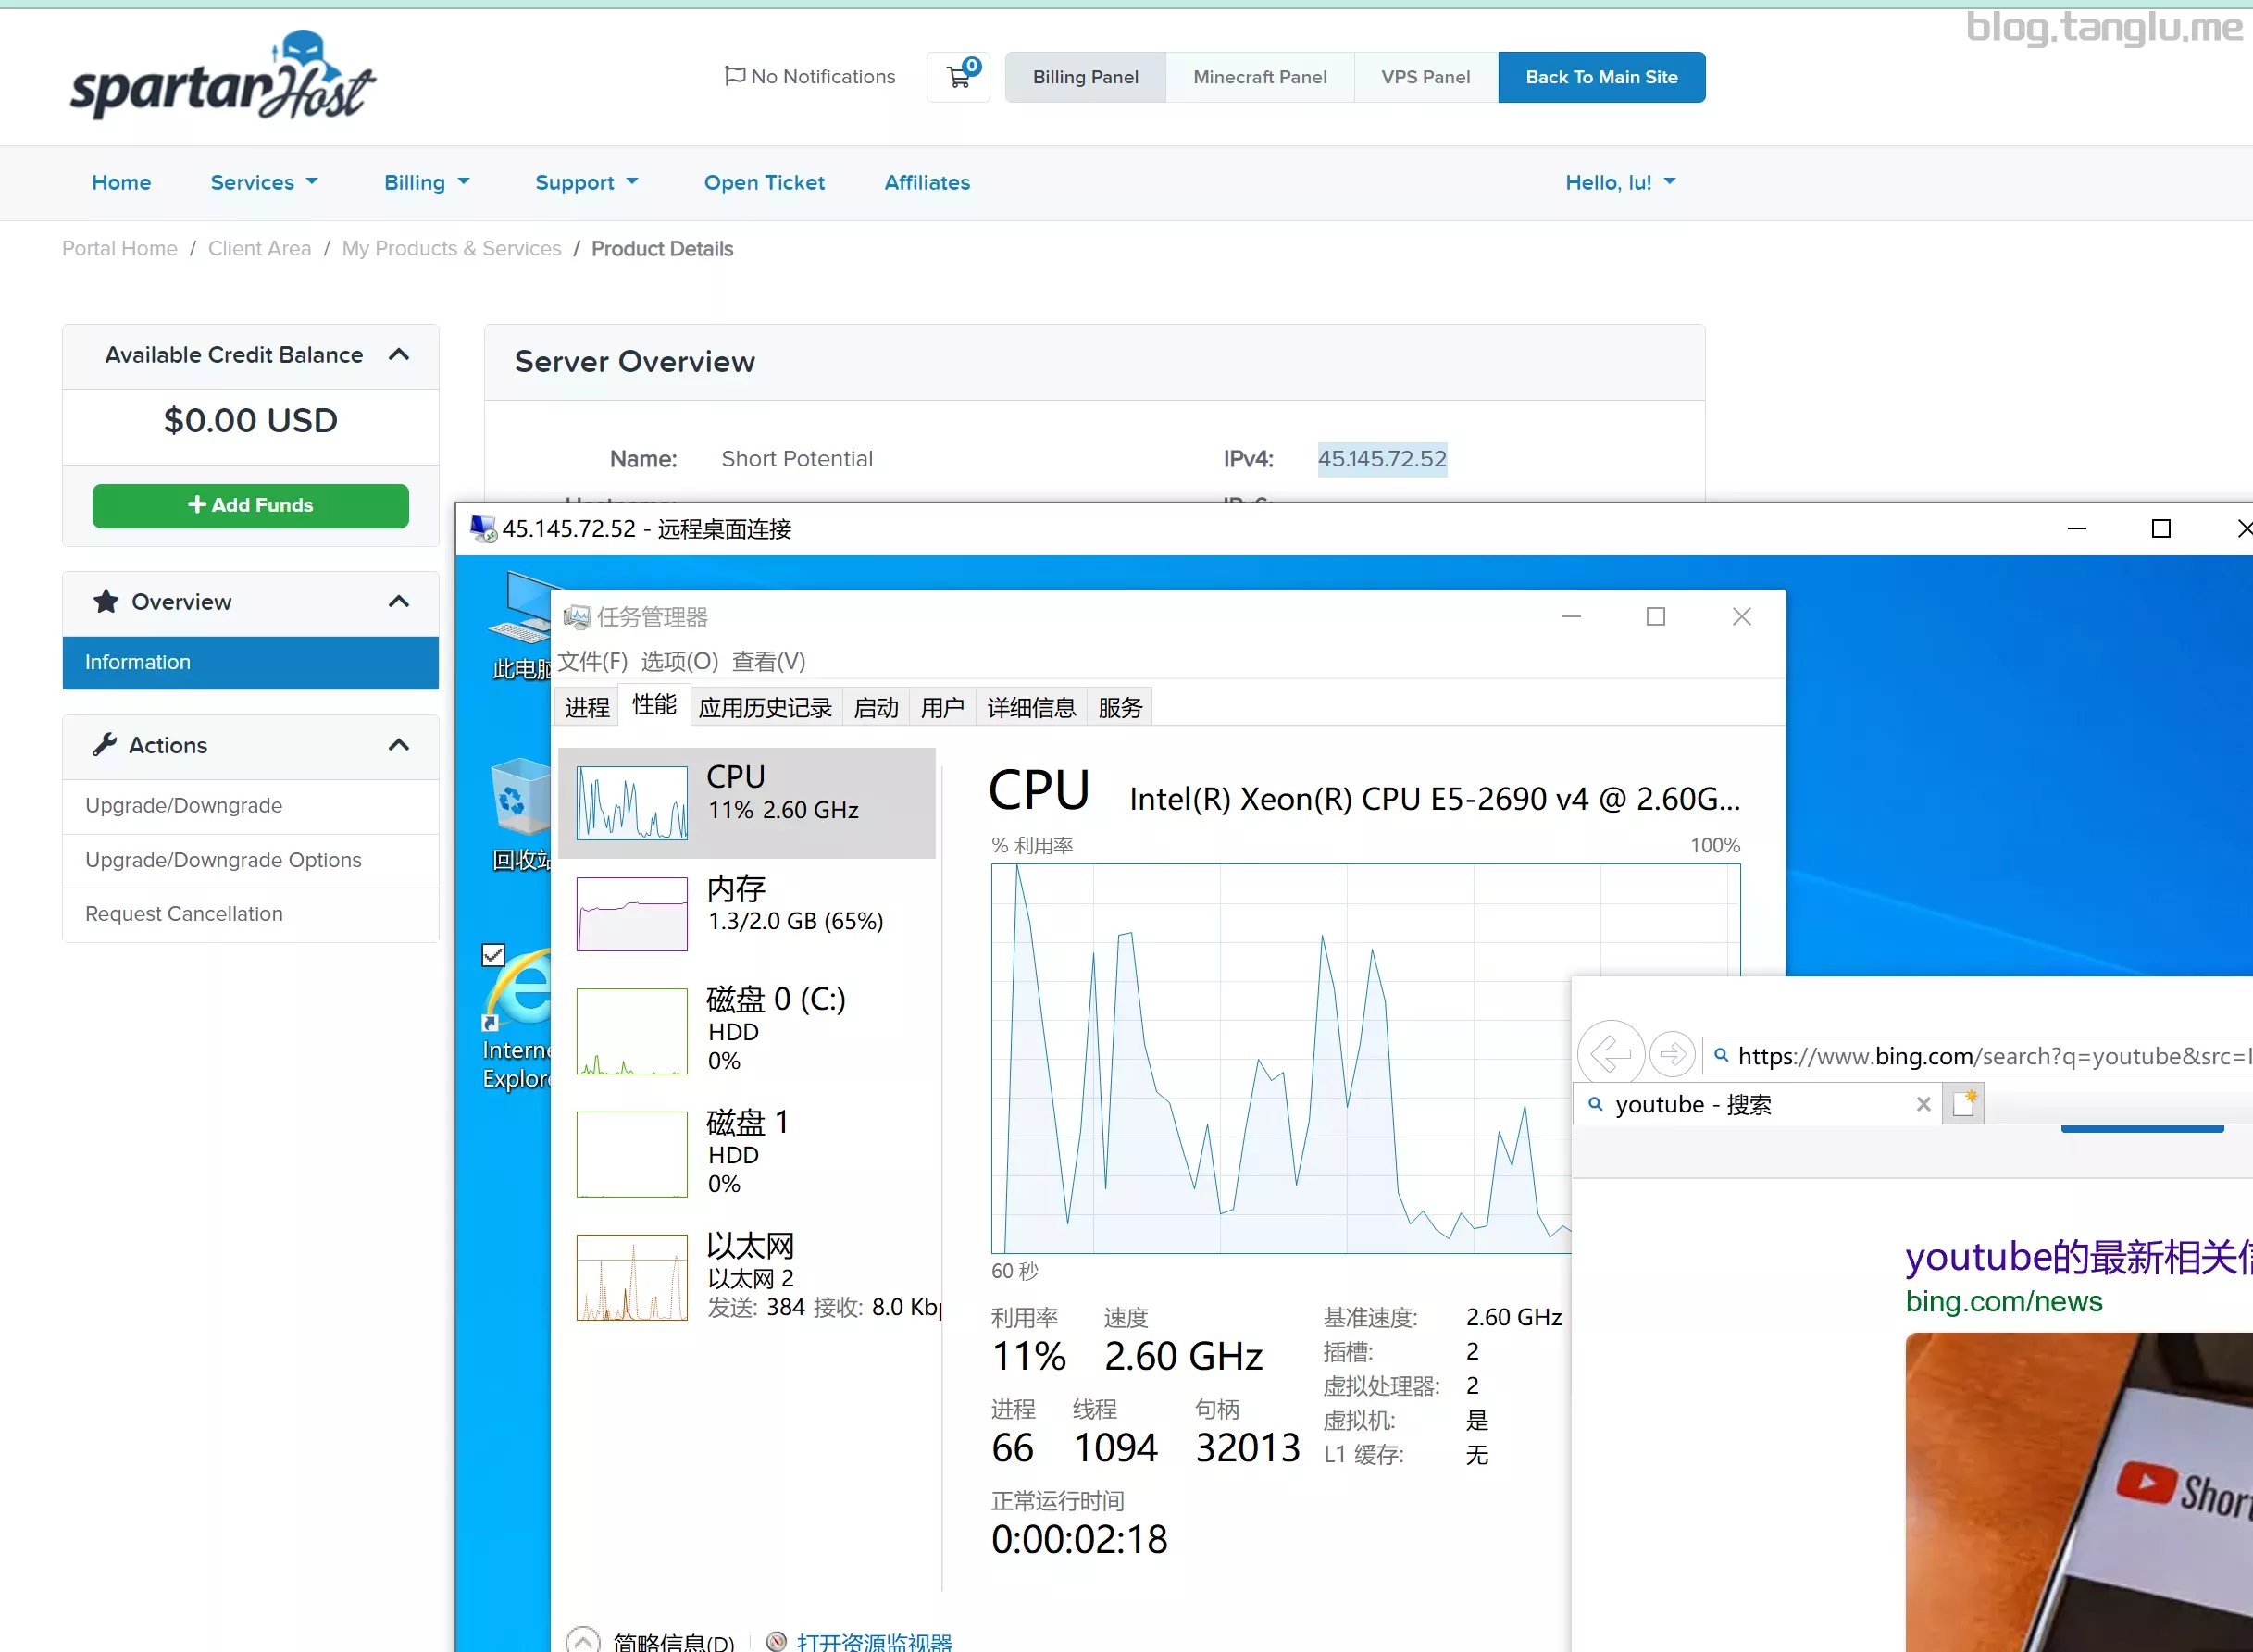 blog.tanglu.me
spartanHost
No Notifications
0
Billing Panel
Minecraft Panel
VPS Panel
Back To Main Site
Home
Services
Billing
Support
Open Ticket
Affiliates
Hello, lu!
Portal Home / Client Area / My Products & Services / Product Details
Available Credit Balance
$0.00 USD
Add Funds
Overview
Information
Actions
Upgrade/Downgrade
Upgrade/Downgrade Options
Request Cancellation
Server Overview
Name: Short Potential
IPv4: 45.145.72.52
45.145.72.52 - 远程桌面连接
此电脑
回收站
Interne
Explore
任务管理器
文件(F) 选项(O) 查看(V)
进程 性能 应用历史记录 启动 用户 详细信息 服务
CPU
11% 2.60 GHz
内存
1.3/2.0 GB (65%)
磁盘 0 (C:)
HDD
0%
磁盘 1
HDD
0%
以太网
以太网 2
发送: 384 接收: 8.0 Kbp
CPU Intel(R) Xeon(R) CPU E5-2690 v4 @ 2.60G...
% 利用率 100%
60 秒
利用率 速度
11% 2.60 GHz
进程 线程 句柄
66 1094 32013
正常运行时间
0:00:02:18
基准速度: 2.60 GHz
插槽: 2
虚拟处理器: 2
虚拟机: 是
L1 缓存: 无
简略信息(D) 打开资源监视器
https://www.bing.com/search?q=youtube&src=I
youtube - 搜索
youtube的最新相关信
bing.com/news
Short